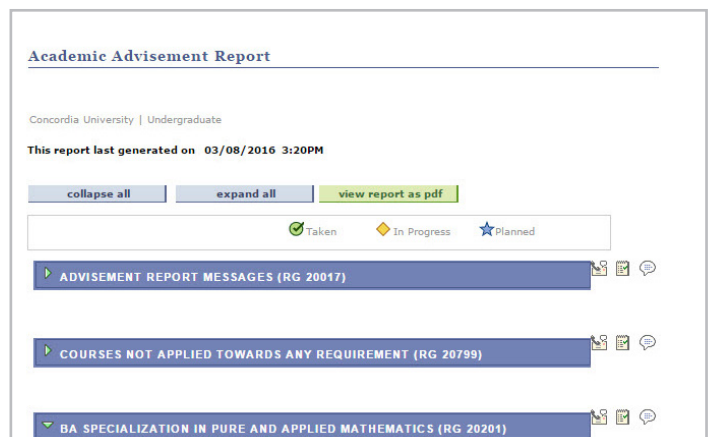 Academic Advisement Report
Concordia University | Undergraduate
This report last generated on 03/08/2016 3:20PM
collapse all expand all view report as pdf
Taken In Progress Planned
ADVISEMENT REPORT MESSAGES (RG 20017)
COURSES NOT APPLIED TOWARDS ANY REQUIREMENT (RG 20799)
BA SPECIALIZATION IN PURE AND APPLIED MATHEMATICS (RG 20201)